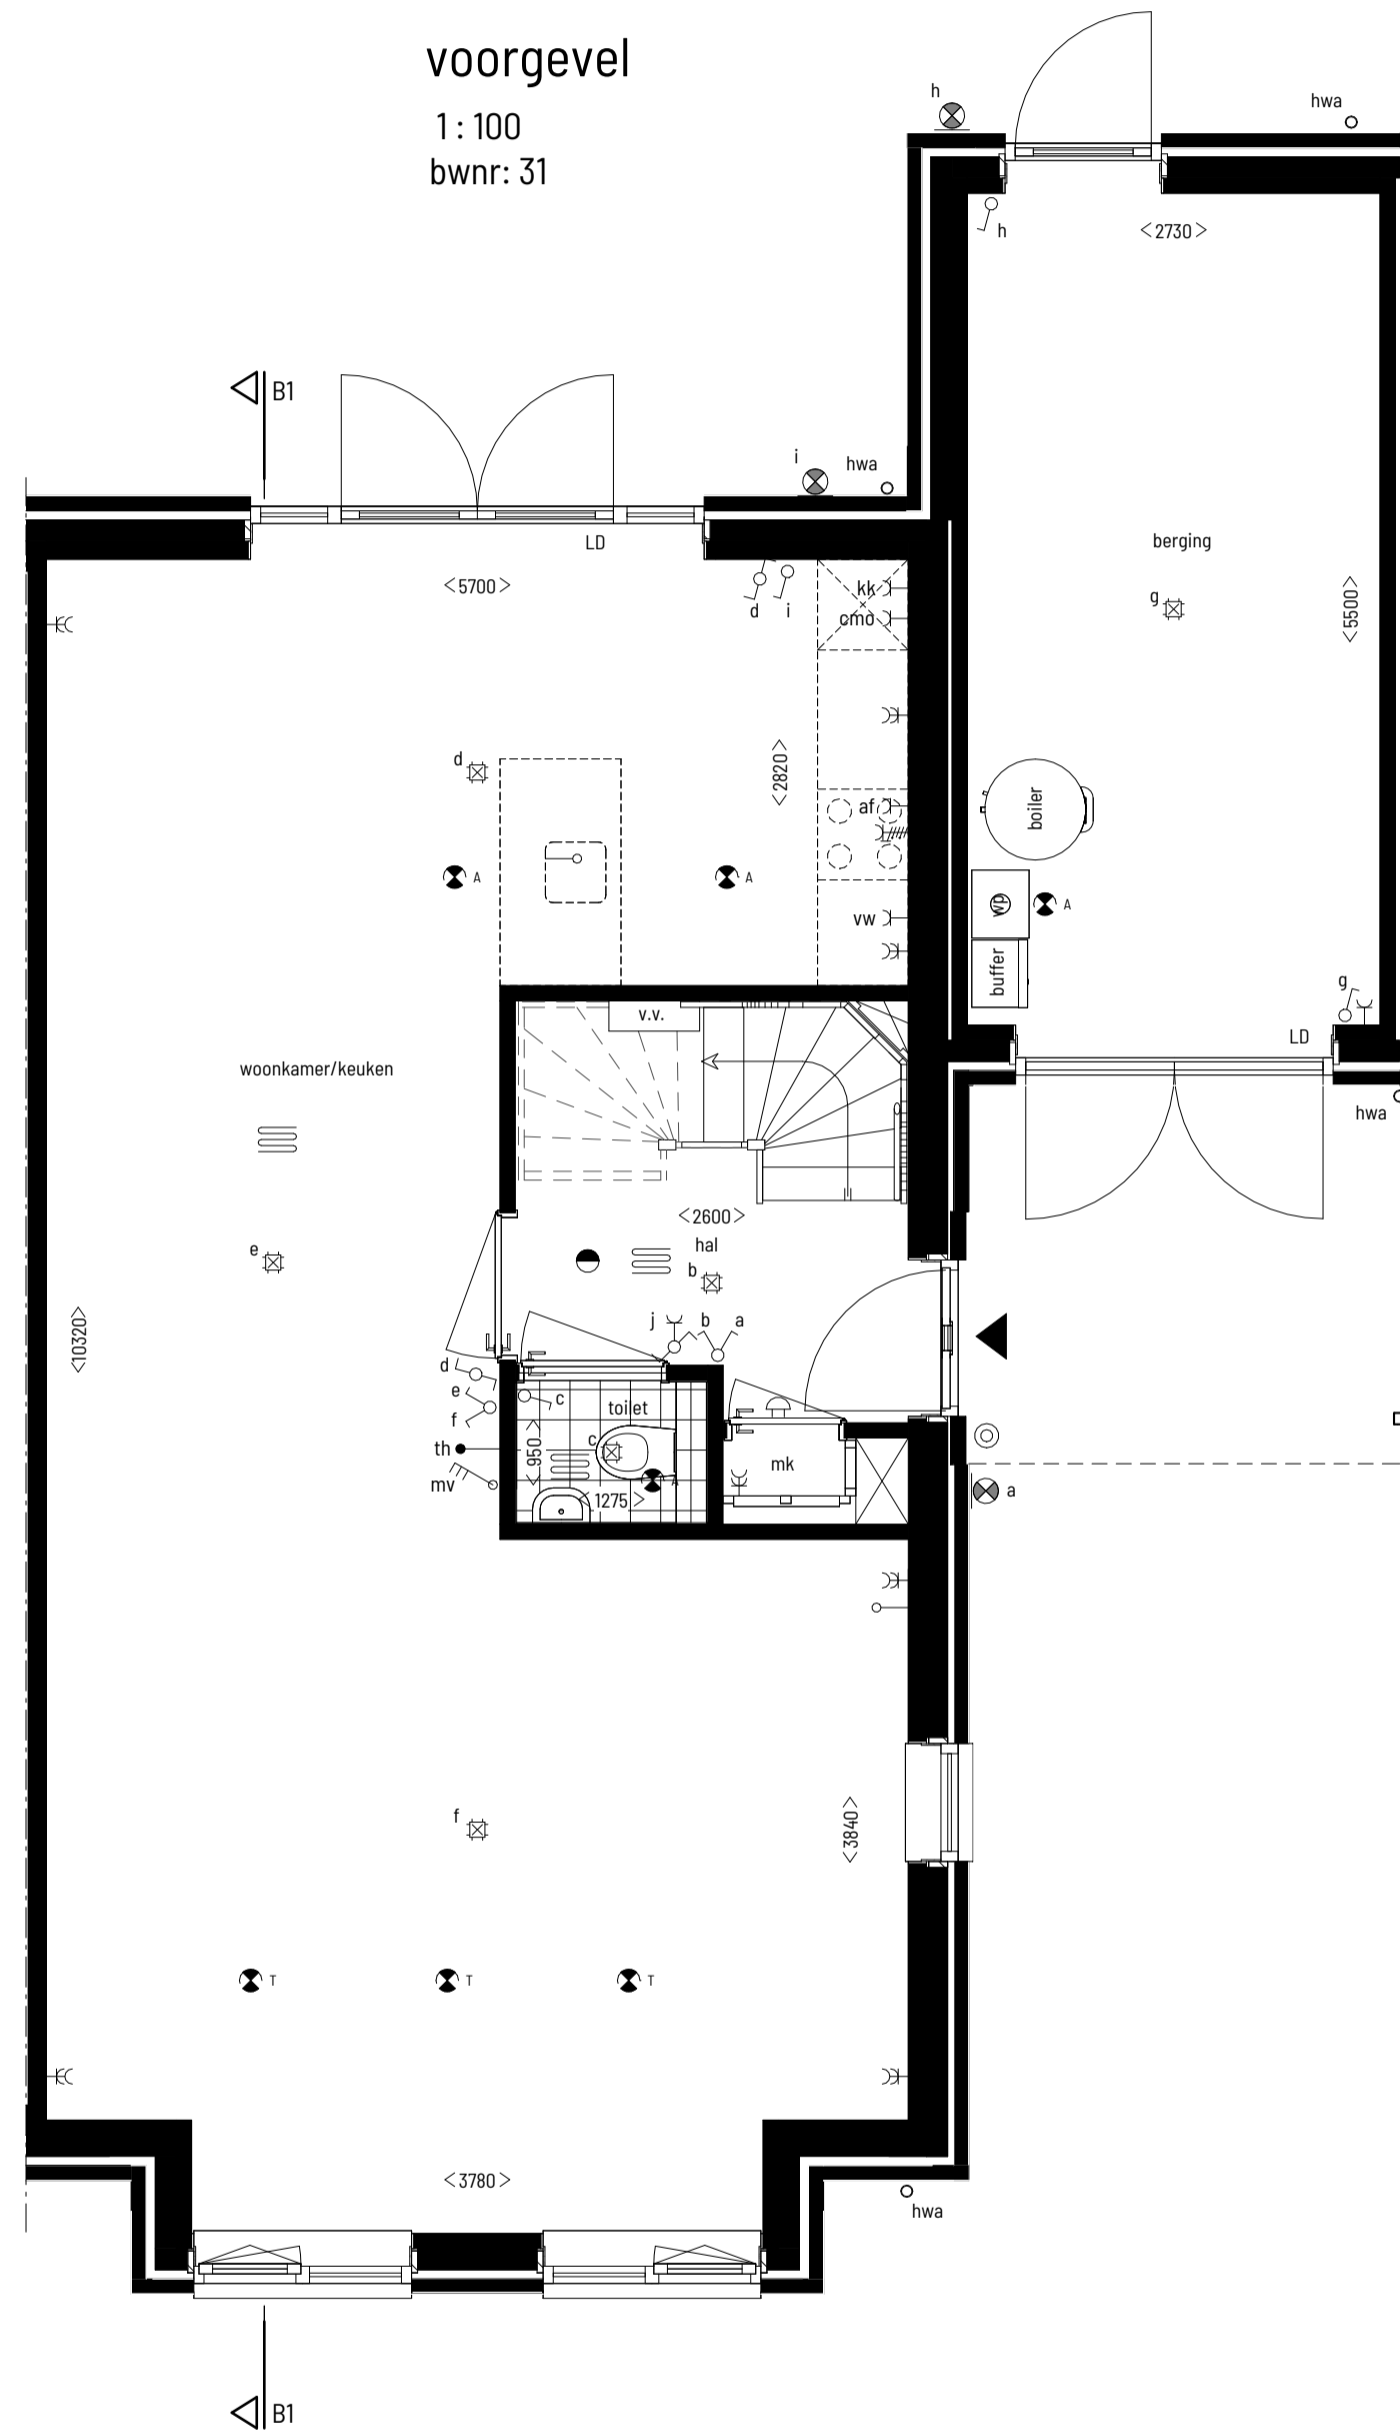 voorgevel
1 : 100
bwnr: 31
h
hwa
h
<2730>
B1
i
hwa
LD
<5700>
d
i
kk
cmo
berging
g
<5500>
d
<2820>
af
boiler
A
A
wp
A
vw
buffer
g
v.v.
LD
woonkamer/keuken
hwa
<2600>
hal
e
b
<10320>
j
b
a
d
e
f
c
toilet
th
<950>
c
mk
mv
A
<1275>
a
f
<3840>
T
T
T
<3780>
hwa
B1